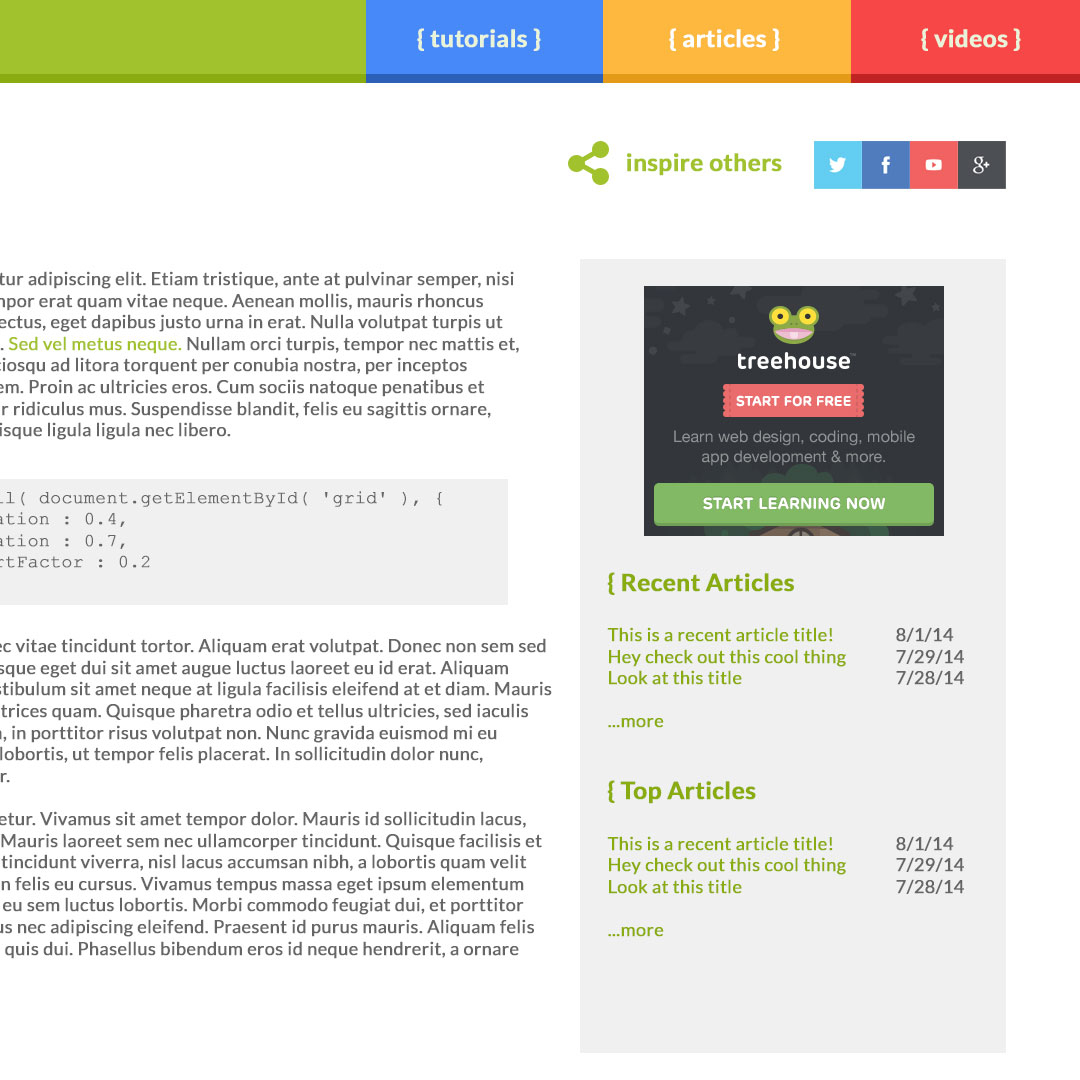 { tutorials }
{ articles }
{ videos }
inspire others
g+
tur adipiscing elit. Etiam tristique, ante at pulvinar semper, nisi
npor erat quam vitae neque. Aenean mollis, mauris rhoncus
ectus, eget dapibus justo urna in erat. Nulla volutpat turpis ut
. Sed vel metus neque. Nullam orci turpis, tempor nec mattis et,
iosqu ad litora torquent per conubia nostra, per inceptos
em. Proin ac ultricies eros. Cum sociis natoque penatibus et
r ridiculus mus. Suspendisse blandit, felis eu sagittis ornare,
isque ligula ligula nec libero.
ll( document.getElementById( 'grid' ), {
ation : 0.4,
ation : 0.7,
rtFactor : 0.2
ec vitae tincidunt tortor. Aliquam erat volutpat. Donec non sem sed
sque eget dui sit amet augue luctus laoreet eu id erat. Aliquam
stibulum sit amet neque at ligula facilisis eleifend at et diam. Mauris
trices quam. Quisque pharetra odio et tellus ultricies, sed iaculis
, in porttitor risus volutpat non. Nunc gravida euismod mi eu
lobortis, ut tempor felis placerat. In sollicitudin dolor nunc,
r.
etur. Vivamus sit amet tempor dolor. Mauris id sollicitudin lacus,
Mauris laoreet sem nec ullamcorper tincidunt. Quisque facilisis et
tincidunt viverra, nisl lacus accumsan nibh, a lobortis quam velit
n felis eu cursus. Vivamus tempus massa eget ipsum elementum
eu sem luctus lobortis. Morbi commodo feugiat dui, et porttitor
us nec adipiscing eleifend. Praesent id purus mauris. Aliquam felis
quis dui. Phasellus bibendum eros id neque hendrerit, a ornare
treehouse™
START FOR FREE
Learn web design, coding, mobile
app development & more.
START LEARNING NOW
{ Recent Articles
This is a recent article title! 8/1/14
Hey check out this cool thing 7/29/14
Look at this title 7/28/14
...more
{ Top Articles
This is a recent article title! 8/1/14
Hey check out this cool thing 7/29/14
Look at this title 7/28/14
...more